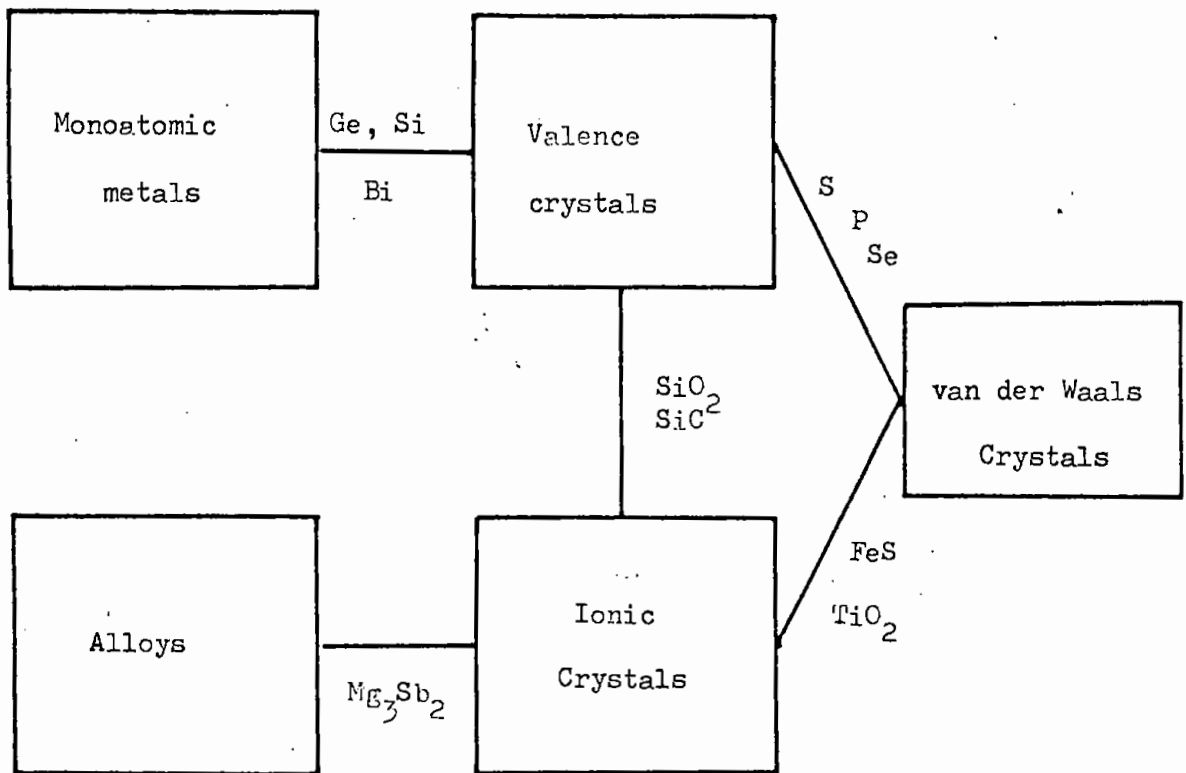 Monoatomic
metals
Ge, Si
Bi
Valence
crystals
S
P
Se
SiO2
SiC
van der Waals
Crystals
Alloys
Mg3Sb2
Ionic
Crystals
FeS
TiO2